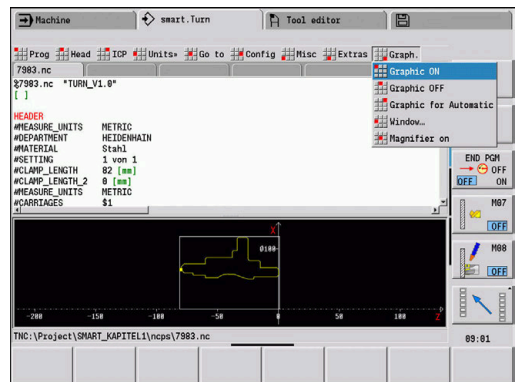 Machine
smart.Turn
Tool editor
Prog Head ICP Units» Go to Config Misc Extras Graph.
7983.nc
%7983.nc "TURN_V1.0"
[ ]
HEADER
#MEASURE_UNITS METRIC
#DEPARTMENT HEIDENHAIN
#MATERIAL Stahl
#SETTING 1 von 1
#CLAMP_LENGTH 82 [mm]
#CLAMP_LENGTH_2 0 [mm]
#MEASURE_UNITS METRIC
#CARRIAGES $1
Graphic ON
Graphic OFF
Graphic for Automatic
Window…
Magnifier on
END PGM
OFF
OFF ON
M07
OFF
M08
OFF
X
Ø100
-200 -150 -100 -50 0 50 100 Z
TNC:\Project\SMART_KAPITEL1\ncps\7983.nc
09:01